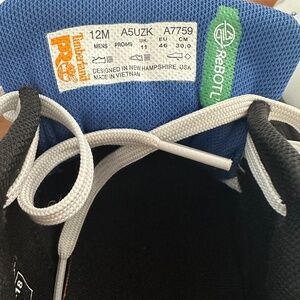 Timberland PRO
12M A5UZK A7759
MENS PROMS UK EU CM
11 46 30,0
DESIGNED IN NEW HAMPSHIRE, USA
MADE IN VIETNAM
ReBOTL